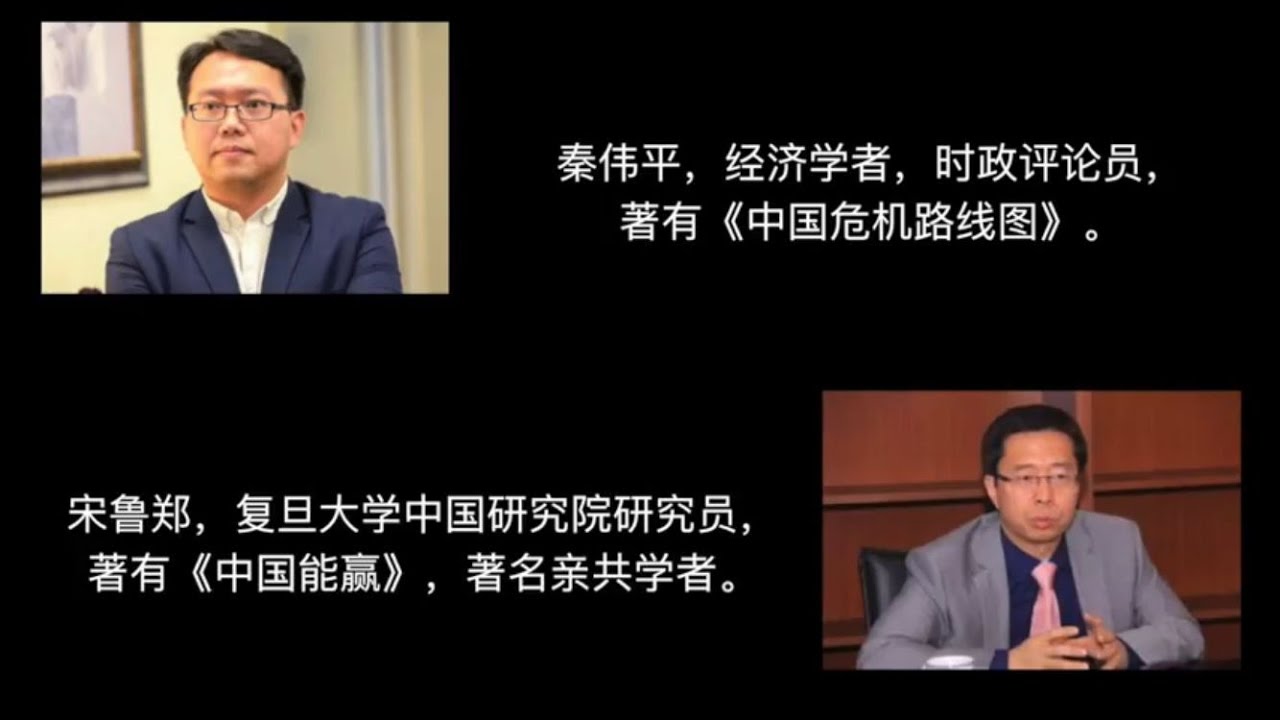 秦伟平，经济学者，时政评论员，
著有《中国危机路线图》。
宋鲁郑，复旦大学中国研究院研究员，
著有《中国能赢》，著名亲共学者。